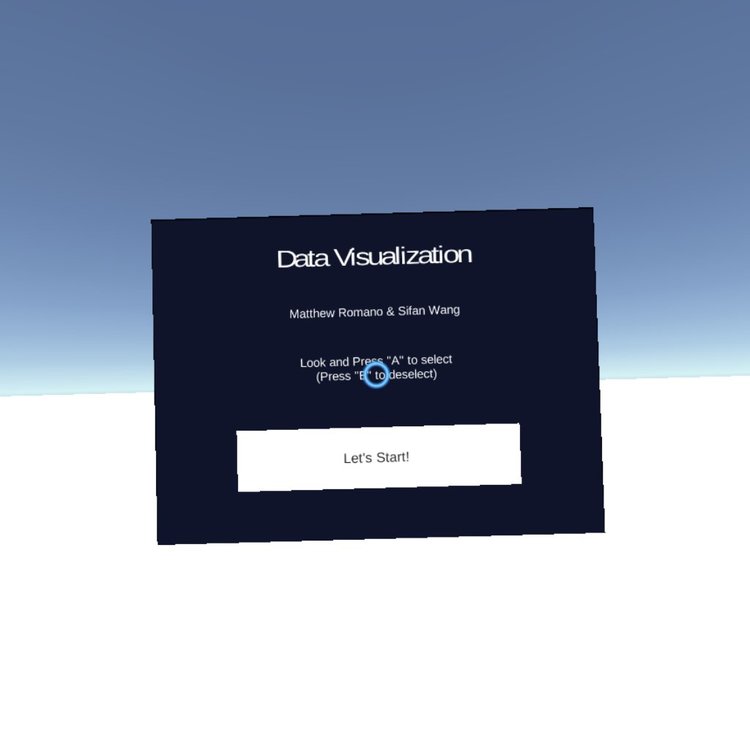 Data Visualization
Matthew Romano & Sifan Wang
Look and Press "A" to select
(Press "B" to deselect)
Let's Start!